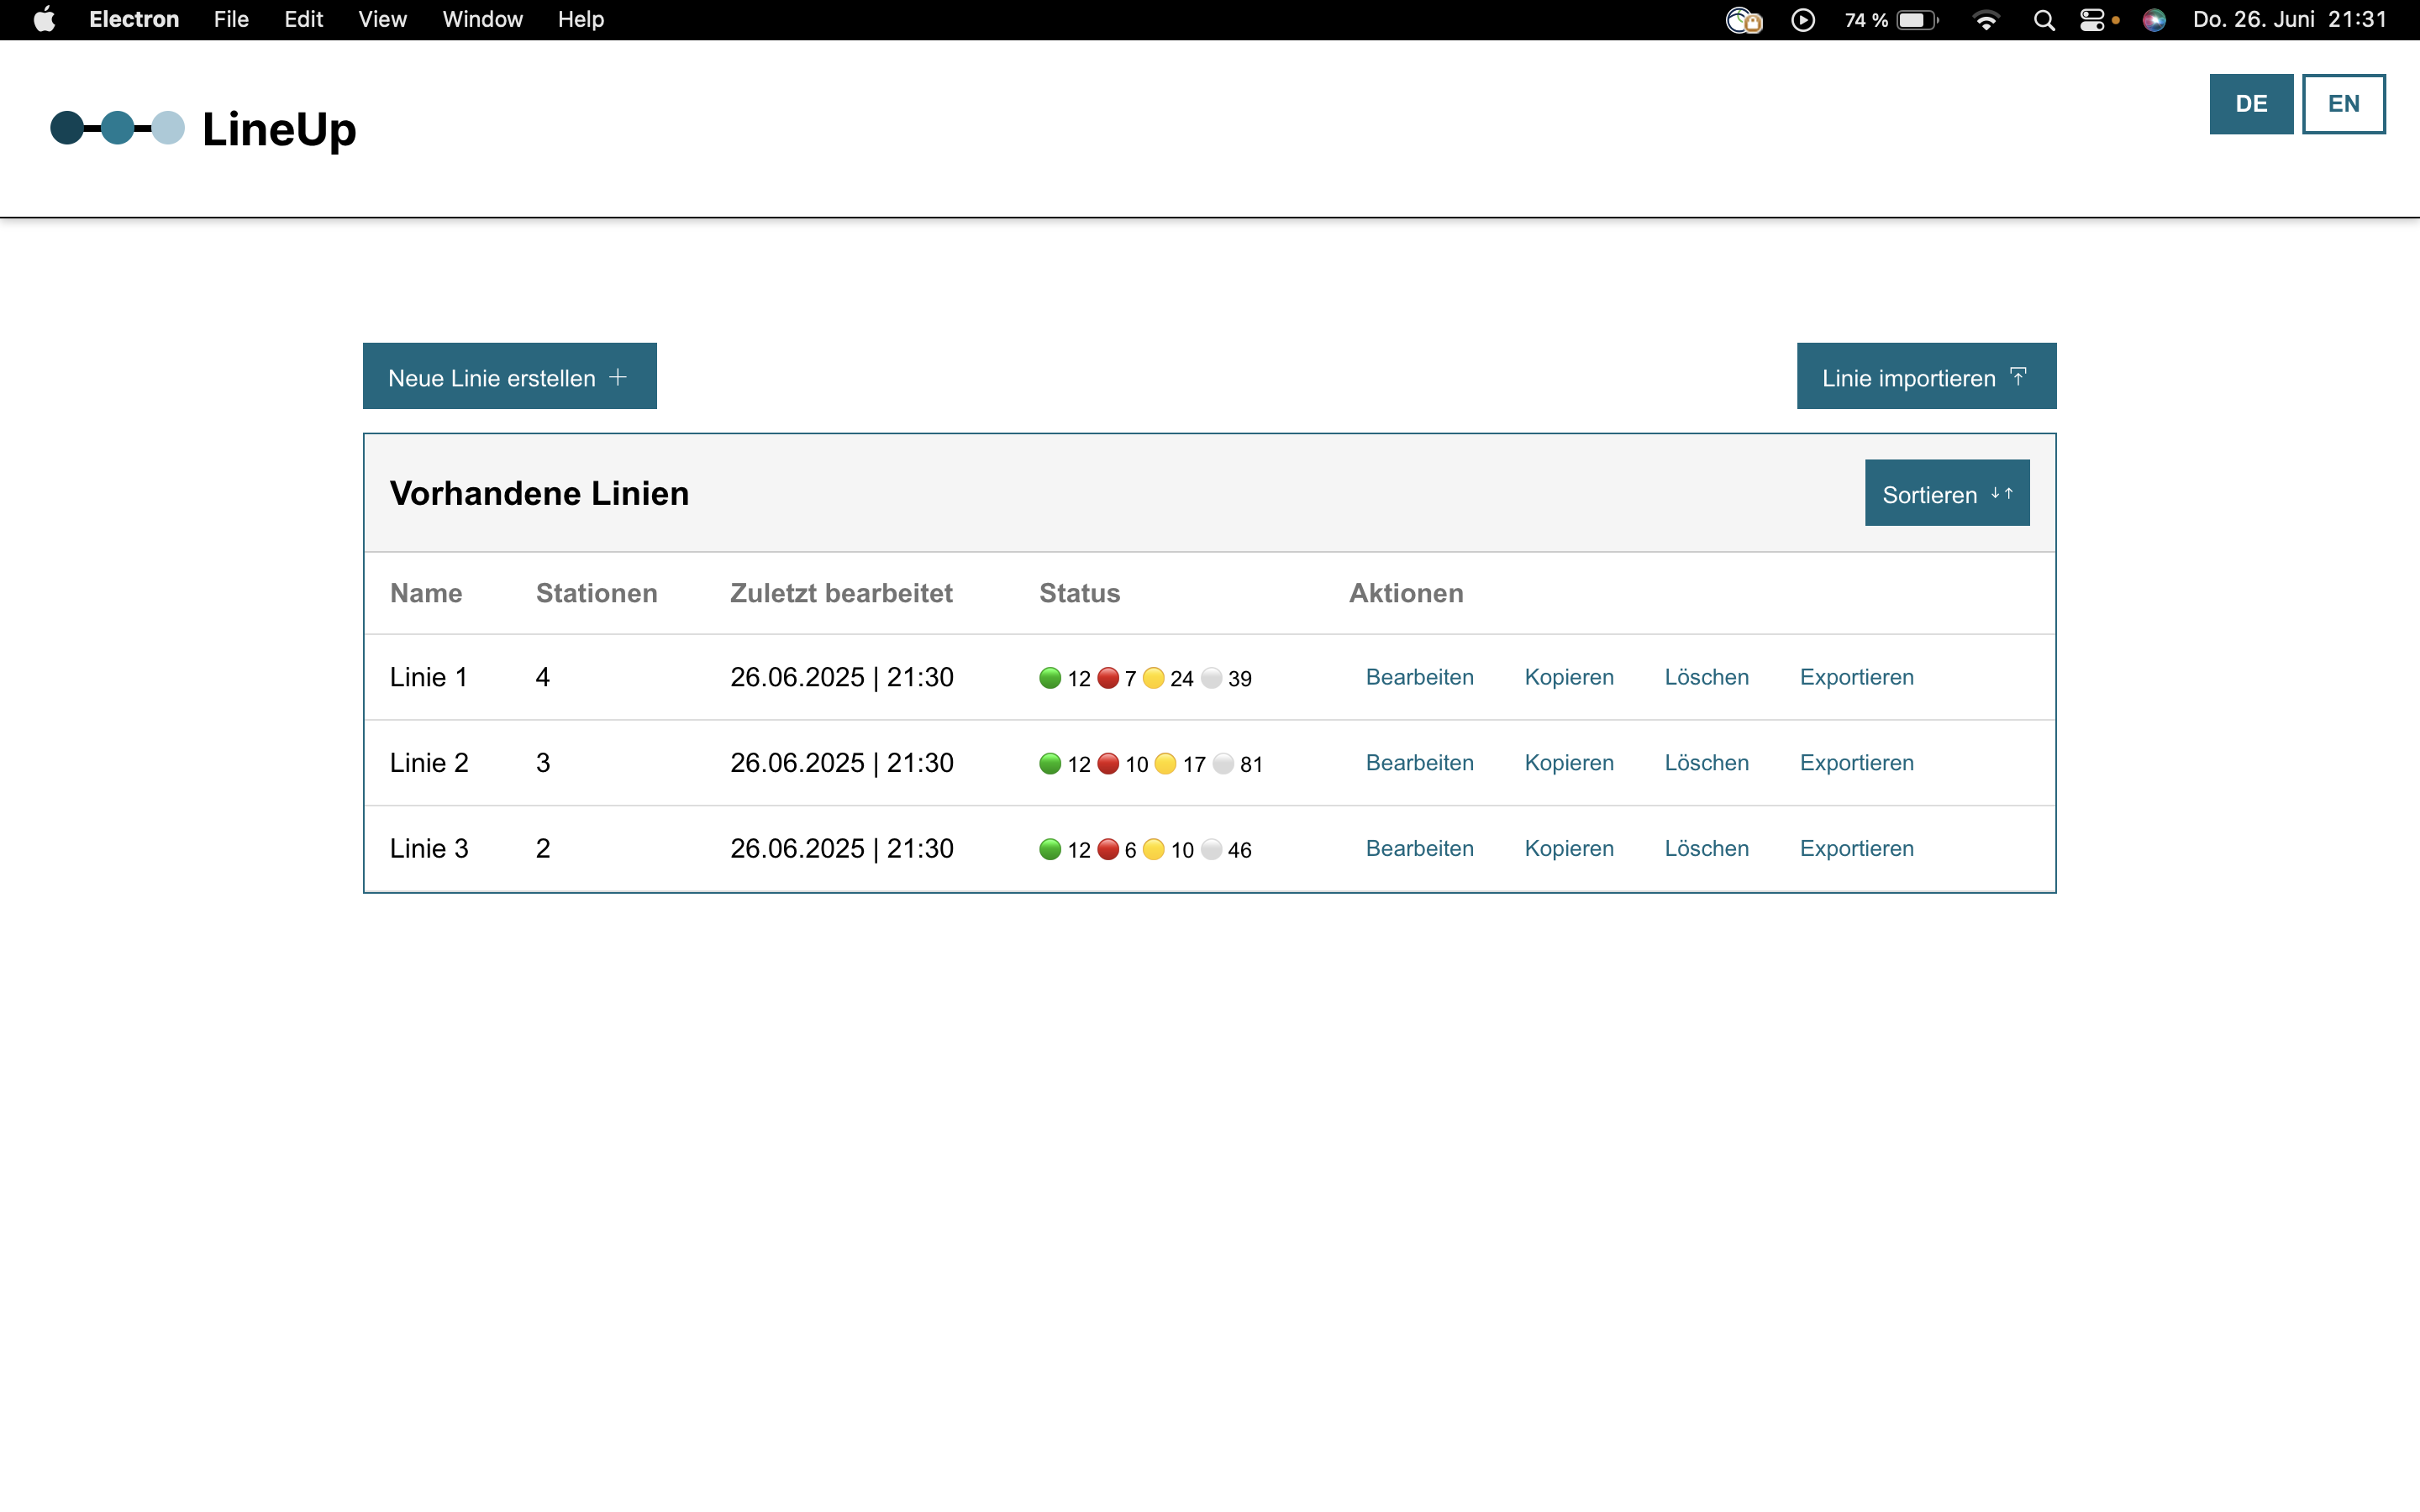 Electron File Edit View Window Help 74 % Do. 26. Juni 21:31
LineUp
DE EN
Neue Linie erstellen
Linie importieren
Vorhandene Linien
Sortieren
Name Stationen Zuletzt bearbeitet Status Aktionen
Linie 1 4 26.06.2025 | 21:30 12 7 24 39 Bearbeiten Kopieren Löschen Exportieren
Linie 2 3 26.06.2025 | 21:30 12 10 17 81 Bearbeiten Kopieren Löschen Exportieren
Linie 3 2 26.06.2025 | 21:30 12 6 10 46 Bearbeiten Kopieren Löschen Exportieren